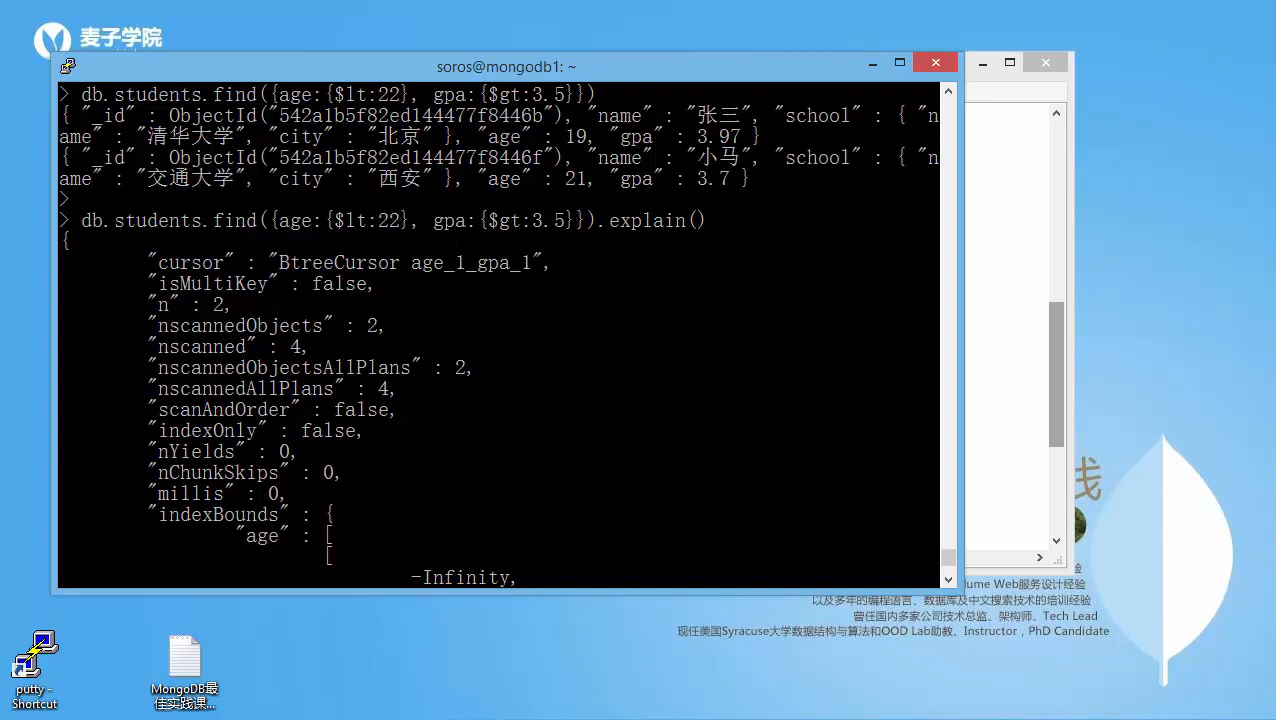 麦子学院
soros@mongodb1: ~
> db.students.find({age:{$lt:22}, gpa:{$gt:3.5}})
{ "_id" : ObjectId("542a1b5f82ed144477f8446b"), "name" : "张三", "school" : { "n
ame" : "清华大学", "city" : "北京" }, "age" : 19, "gpa" : 3.97 }
{ "_id" : ObjectId("542a1b5f82ed144477f8446f"), "name" : "小马", "school" : { "n
ame" : "交通大学", "city" : "西安" }, "age" : 21, "gpa" : 3.7 }
>
> db.students.find({age:{$lt:22}, gpa:{$gt:3.5}}).explain()
{
"cursor" : "BtreeCursor age_1_gpa_1",
"isMultiKey" : false,
"n" : 2,
"nscannedObjects" : 2,
"nscanned" : 4,
"nscannedObjectsAllPlans" : 2,
"nscannedAllPlans" : 4,
"scanAndOrder" : false,
"indexOnly" : false,
"nYields" : 0,
"nChunkSkips" : 0,
"millis" : 0,
"indexBounds" : {
"age" : [
[
-Infinity,
践
验
lume Web服务设计经验
以及多年的编程语言、数据库及中文搜索技术的培训经验
曾任国内多家公司技术总监、架构师、Tech Lead
现任美国Syracuse大学数据结构与算法和OOD Lab助教、Instructor，PhD Candidate
putty -
Shortcut
MongoDB最
佳实践课...